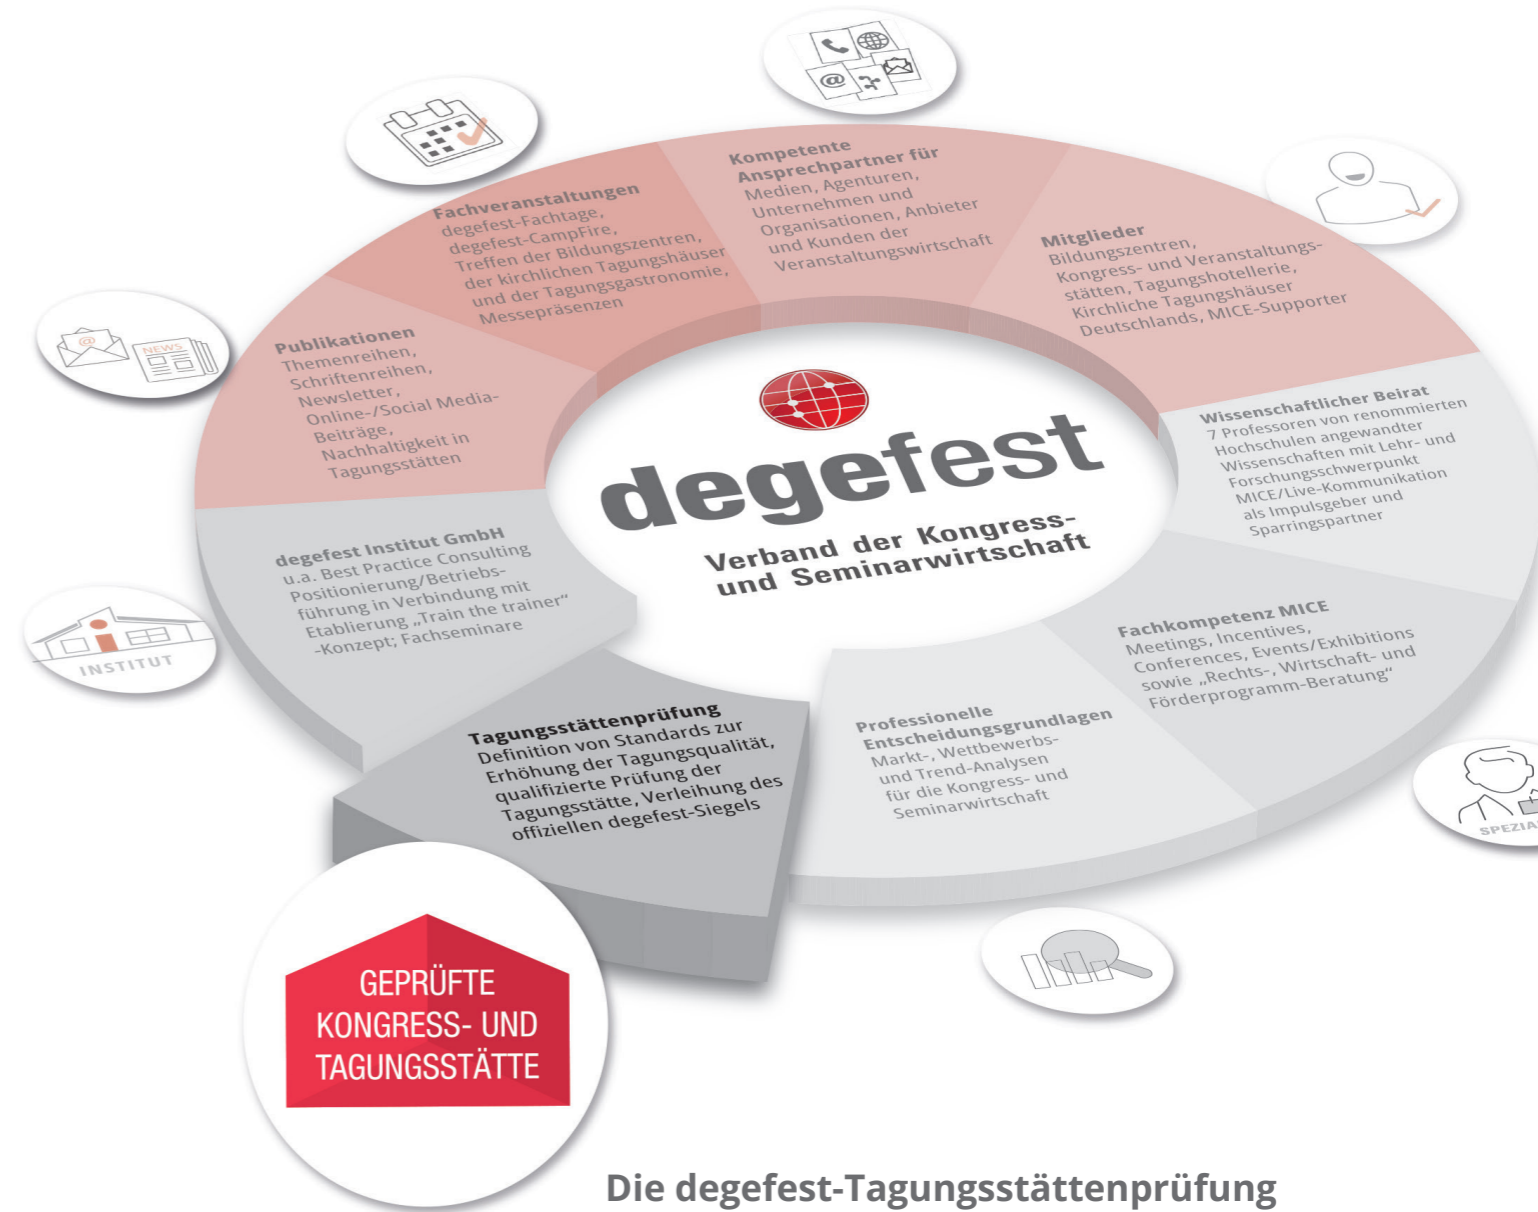 Kompetente
Ansprechpartner für
Medien, Agenturen,
Unternehmen und
Organisationen, Anbieter
und Kunden der
Veranstaltungswirtschaft
Mitglieder
Bildungszentren,
Kongress- und Veranstaltungs-
stätten, Tagungshotellerie,
Kirchliche Tagungshäuser
Deutschlands, MICE-Supporter
Wissenschaftlicher Beirat
7 Professoren von renommierten
Hochschulen angewandter
Wissenschaften mit Lehr- und
Forschungsschwerpunkt
MICE/Live-Kommunikation
als Impulsgeber und
Sparringspartner
Fachkompetenz MICE
Meetings, Incentives,
Conferences, Events/Exhibitions
sowie „Rechts-, Wirtschaft- und
Förderprogramm-Beratung“
Professionelle
Entscheidungsgrundlagen
Markt-, Wettbewerbs-
und Trend-Analysen
für die Kongress- und
Seminarwirtschaft
Tagungsstättenprüfung
Definition von Standards zur
Erhöhung der Tagungsqualität,
qualifizierte Prüfung der
Tagungsstätte, Verleihung des
offiziellen degefest-Siegels
degefest Institut GmbH
u.a. Best Practice Consulting
Positionierung/Betriebs-
führung in Verbindung mit
Etablierung „Train the trainer“
-Konzept; Fachseminare
Publikationen
Themenreihen,
Schriftenreihen,
Newsletter,
Online-/Social Media-
Beiträge,
Nachhaltigkeit in
Tagungsstätten
Fachveranstaltungen
degefest-Fachtage,
degefest-CampFire,
Treffen der Bildungszentren,
der kirchlichen Tagungshäuser
und der Tagungsgastronomie,
Messepräsenzen
degefest
Verband der Kongress-
und Seminarwirtschaft
@
@
NEWS
INSTITUT
SPEZIA
GEPRÜFTE
KONGRESS- UND
TAGUNGSSTÄTTE
Die degefest-Tagungsstättenprüfung